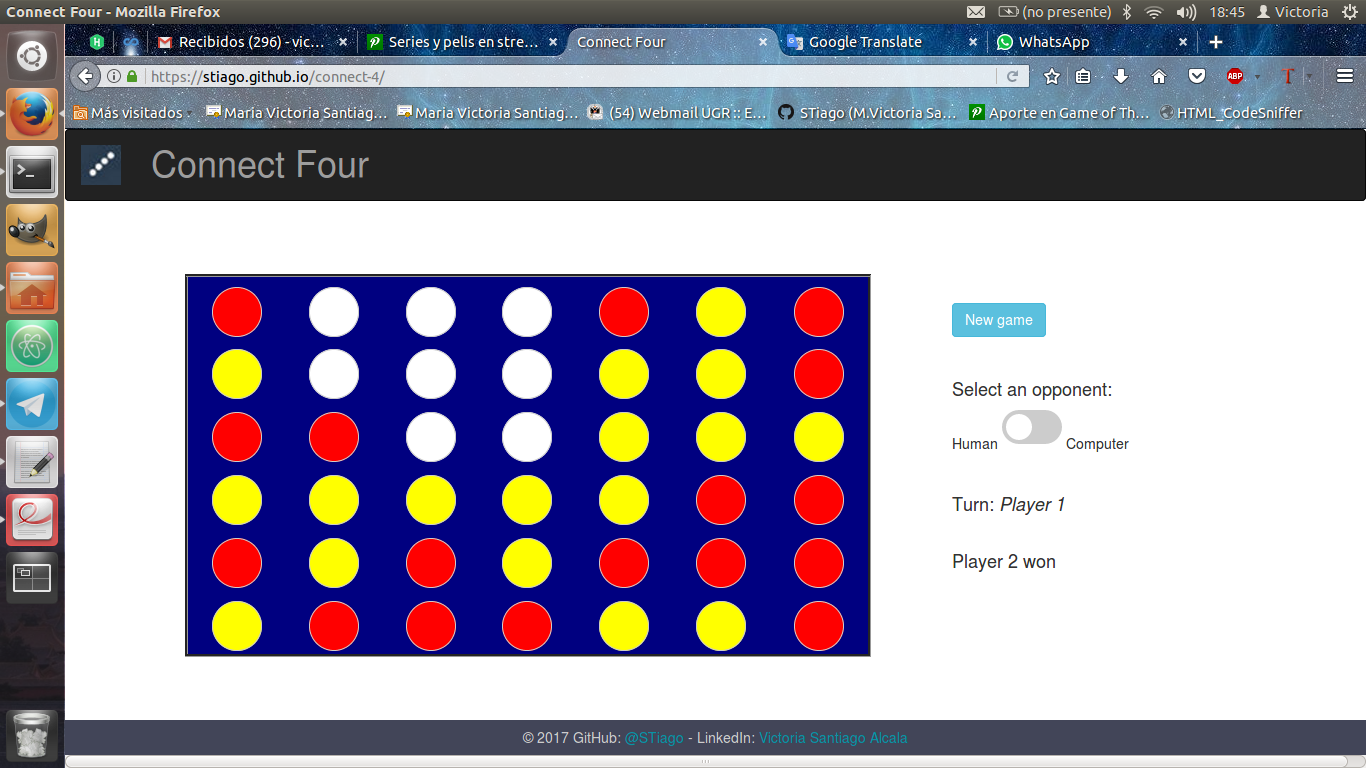 Connect Four - Mozilla Firefox
(no presente) 18:45 Victoria
Recibidos (296) - vic...
Series y pelis en stre...
Connect Four
Google Translate
WhatsApp
https://stiago.github.io/connect-4/
ABP
Más visitados
Maria Victoria Santiag...
Maria Victoria Santiag...
(54) Webmail UGR :: E...
STiago (M.Victoria Sa...
Aporte en Game of Th...
HTML_CodeSniffer
Connect Four
New game
Select an opponent:
Human Computer
Turn: Player 1
Player 2 won
© 2017 GitHub: @STiago - LinkedIn: Victoria Santiago Alcala